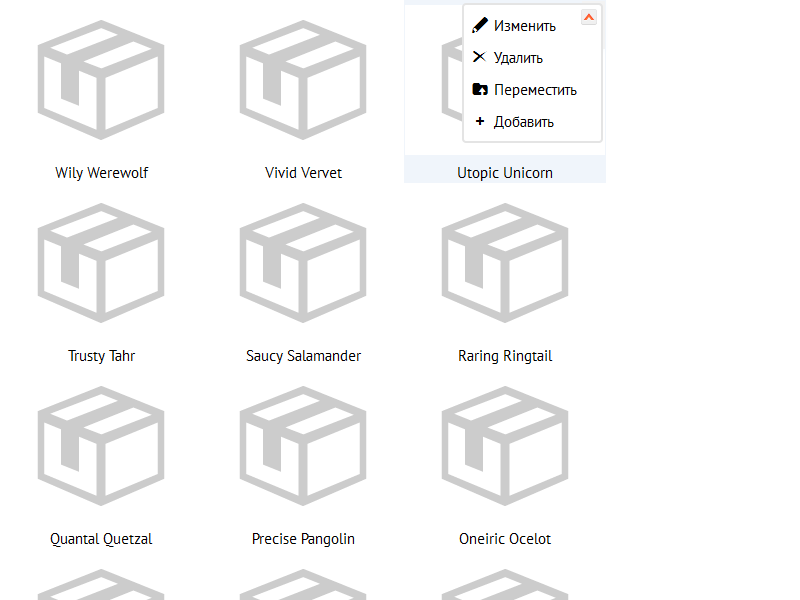 Изменить
Удалить
Переместить
Добавить
Wily Werewolf
Vivid Vervet
Utopic Unicorn
Trusty Tahr
Saucy Salamander
Raring Ringtail
Quantal Quetzal
Precise Pangolin
Oneiric Ocelot